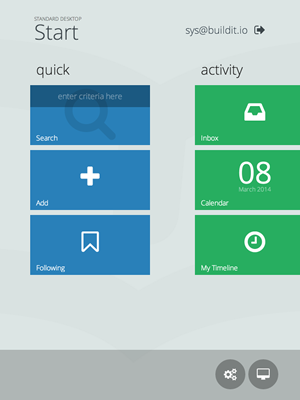 STANDARD DESKTOP
Start
sys@buildit.io
quick
activity
enter criteria here
Search
Inbox
Add
08
March 2014
Calendar
Following
My Timeline